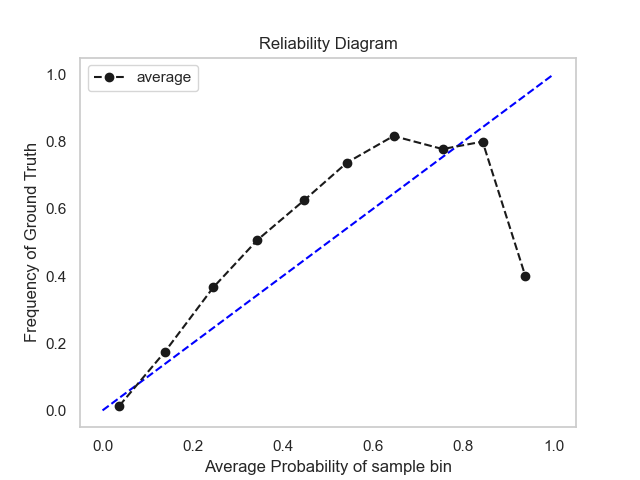 Reliability Diagram
average
1.0
0.8
0.6
0.4
0.2
0.0
Frequency of Ground Truth
0.0 0.2 0.4 0.6 0.8 1.0
Average Probability of sample bin